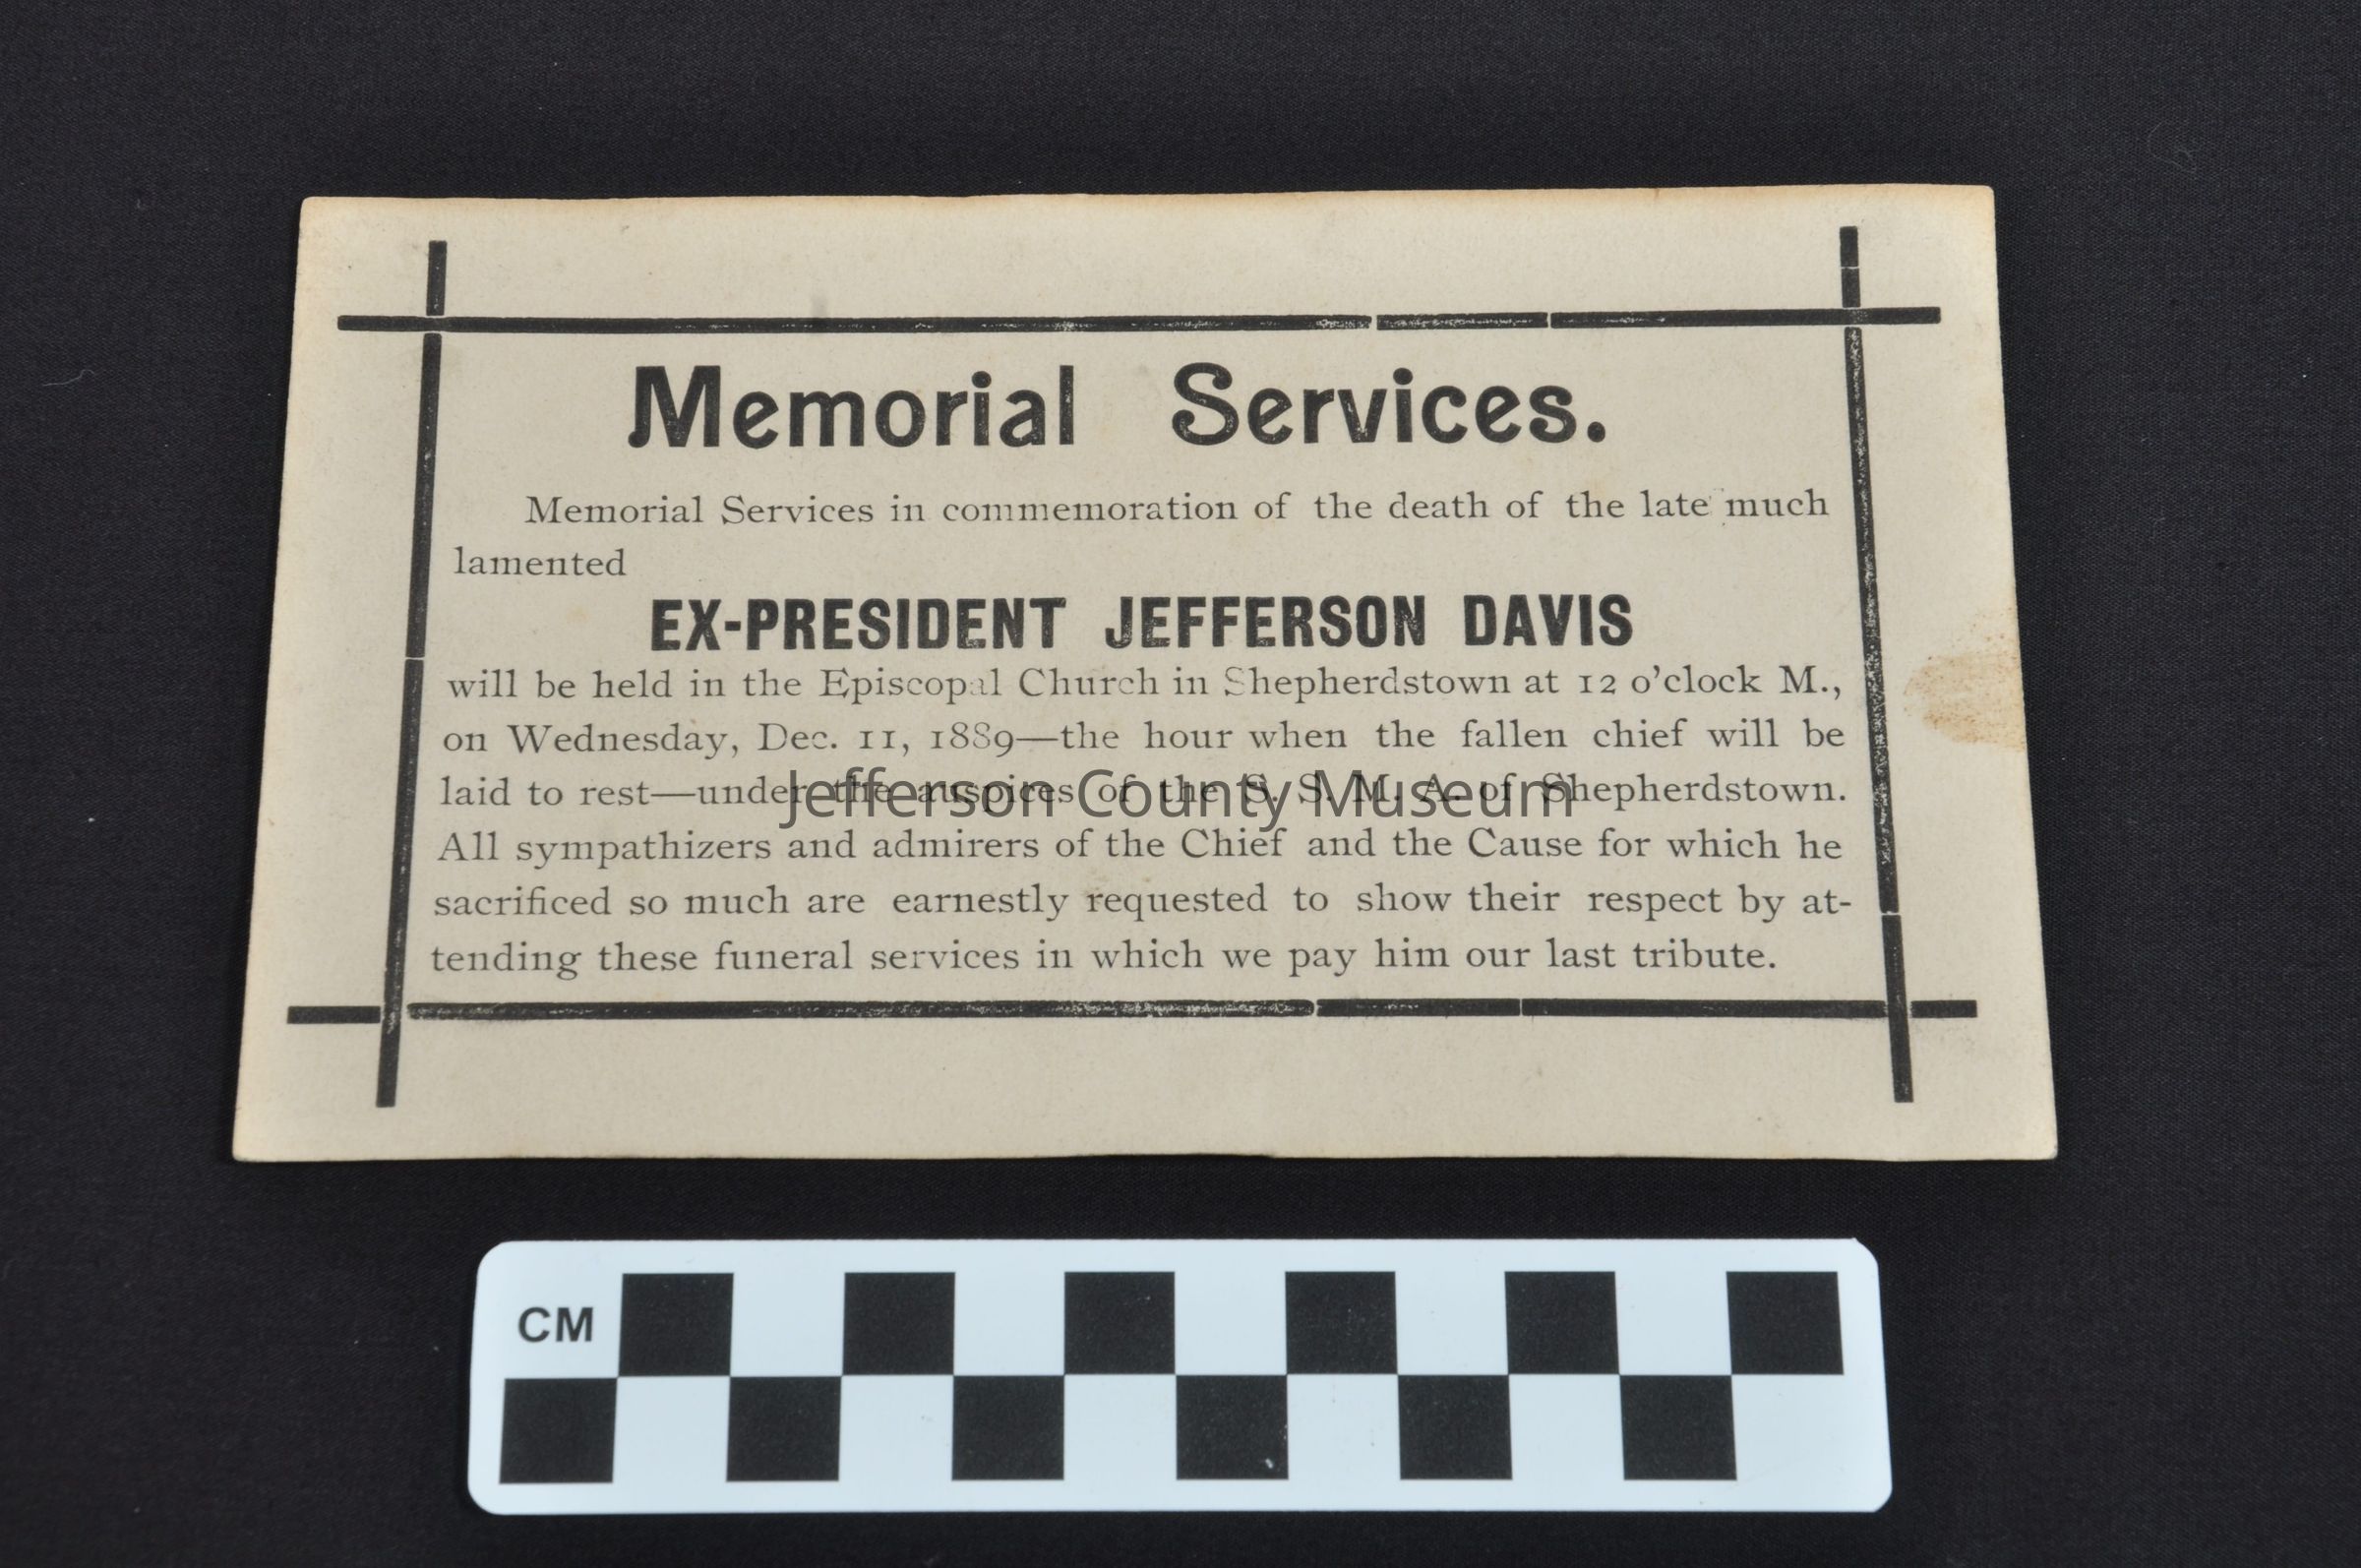 Memorial Services.
Memorial Services in commemoration of the death of the late much
lamented
EX-PRESIDENT JEFFERSON DAVIS
will be held in the Episcopal Church in Shepherdstown at 12 o'clock M.,
on Wednesday, Dec. 11, 1889—the hour when the fallen chief will be
laid to rest—under the auspices of the S. S. M. A. of Shepherdstown.
Jefferson County Museum
All sympathizers and admirers of the Chief and the Cause for which he
sacrificed so much are earnestly requested to show their respect by at-
tending these funeral services in which we pay him our last tribute.
CM